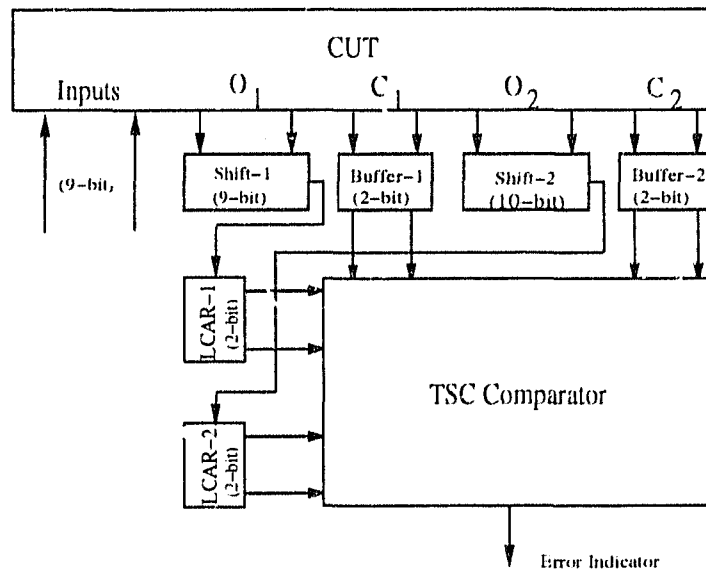 CUT
Inputs O1 C1 O2 C2
(9-bit)
Shift-1
(9-bit)
Buffer-1
(2-bit)
Shift-2
(10-bit)
Buffer-2
(2-bit)
LCAR-1
(2-bit)
TSC Comparator
LCAR-2
(2-bit)
Error Indicator